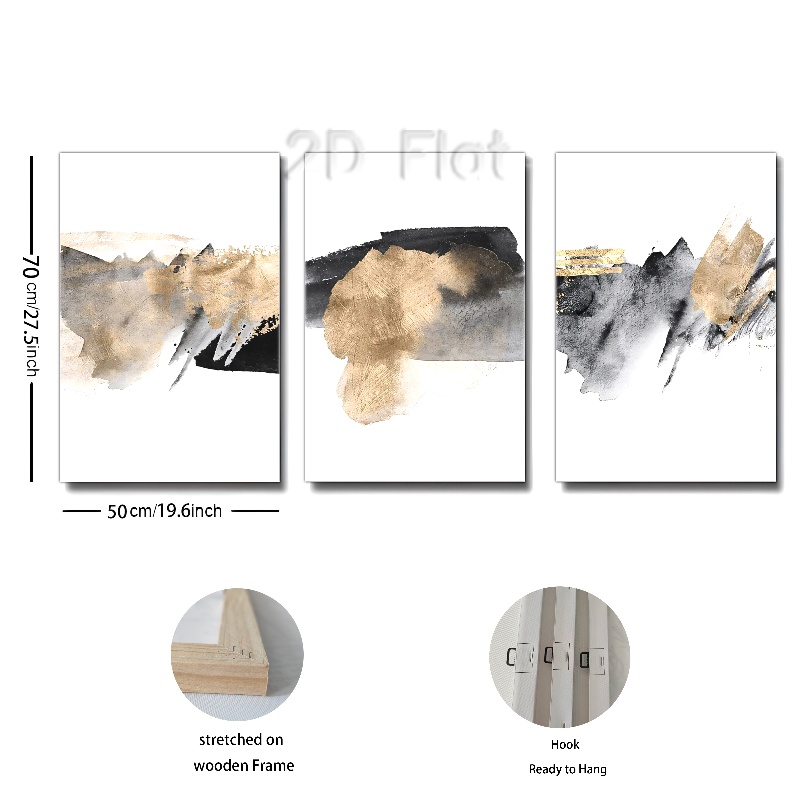 2D Flat
70 cm/27.5inch
50 cm/19.6inch
stretched on
wooden Frame
Hook
Ready to Hang